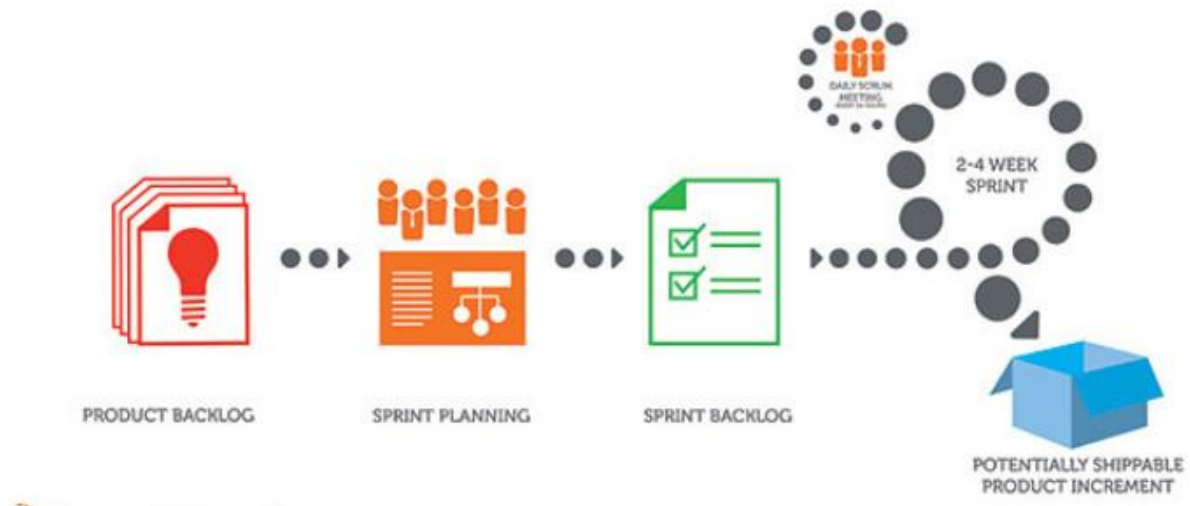 DAILY SCRUM
MEETING
2-4 WEEK
SPRINT
PRODUCT BACKLOG
SPRINT PLANNING
SPRINT BACKLOG
POTENTIALLY SHIPPABLE
PRODUCT INCREMENT